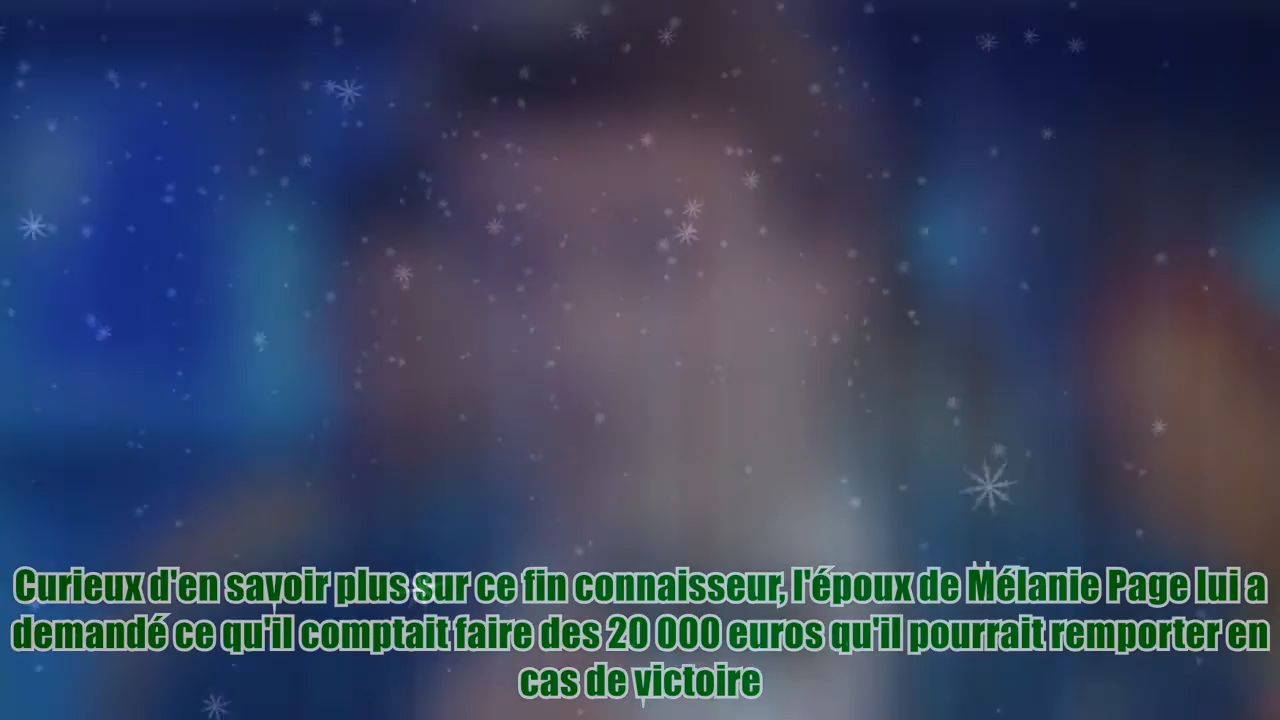 Curieux d'en savoir plus sur ce fin connaisseur, l'époux de Mélanie Page lui a
demandé ce qu'il comptait faire des 20 000 euros qu'il pourrait remporter en
cas de victoire